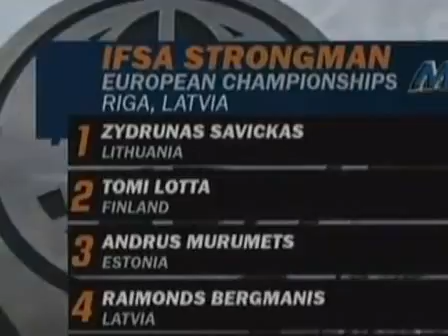 IFSA STRONGMAN
EUROPEAN CHAMPIONSHIPS
RIGA, LATVIA
1 ZYDRUNAS SAVICKAS
LITHUANIA
2 TOMI LOTTA
FINLAND
3 ANDRUS MURUMETS
ESTONIA
4 RAIMONDS BERGMANIS
LATVIA